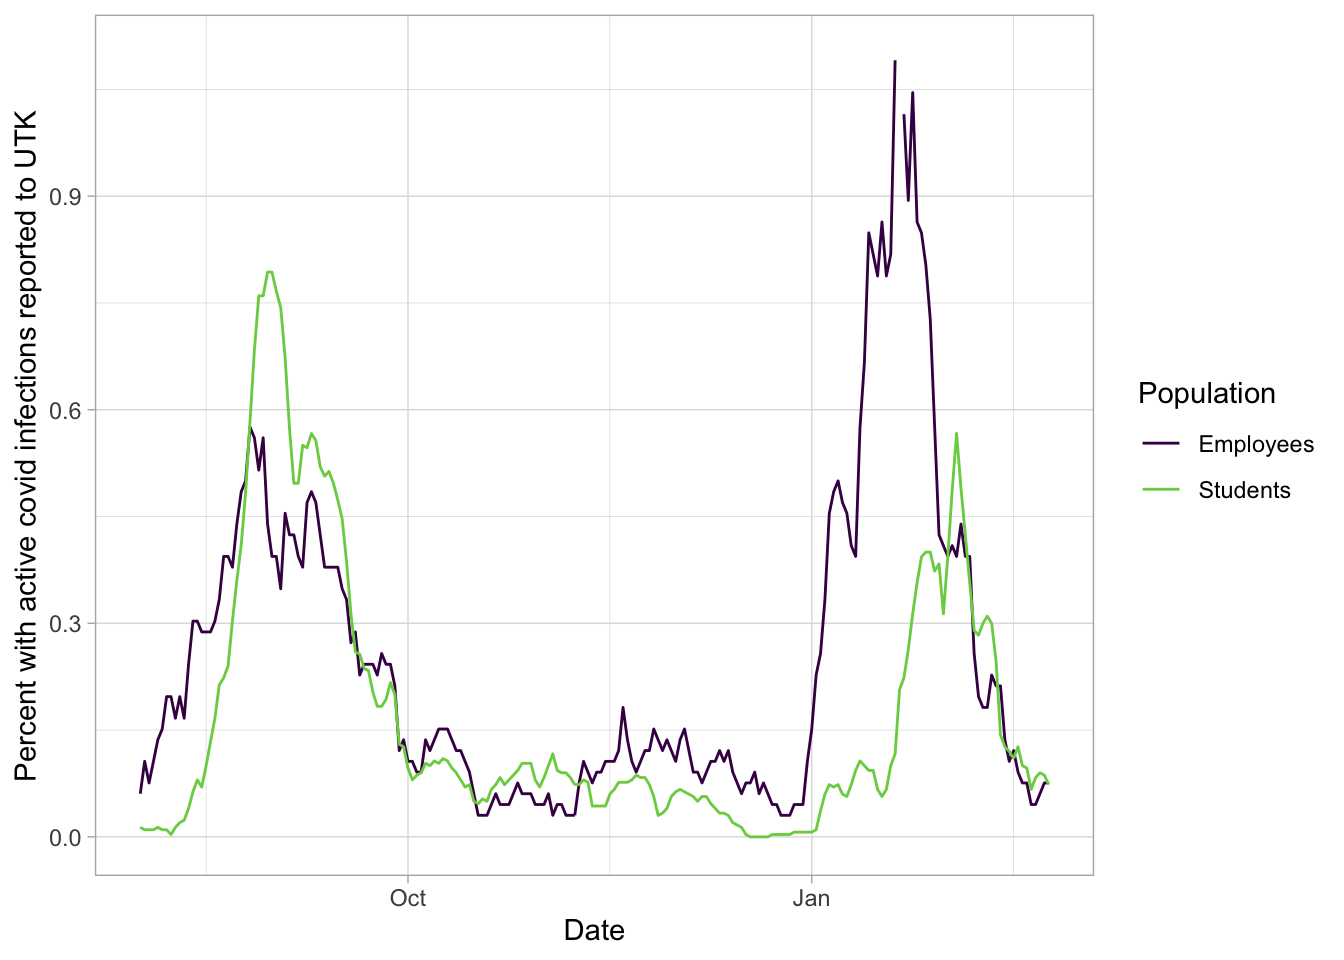 Percent with active covid infections reported to UTK
0.9
0.6
0.3
0.0
Oct
Jan
Date
Population
Employees
Students